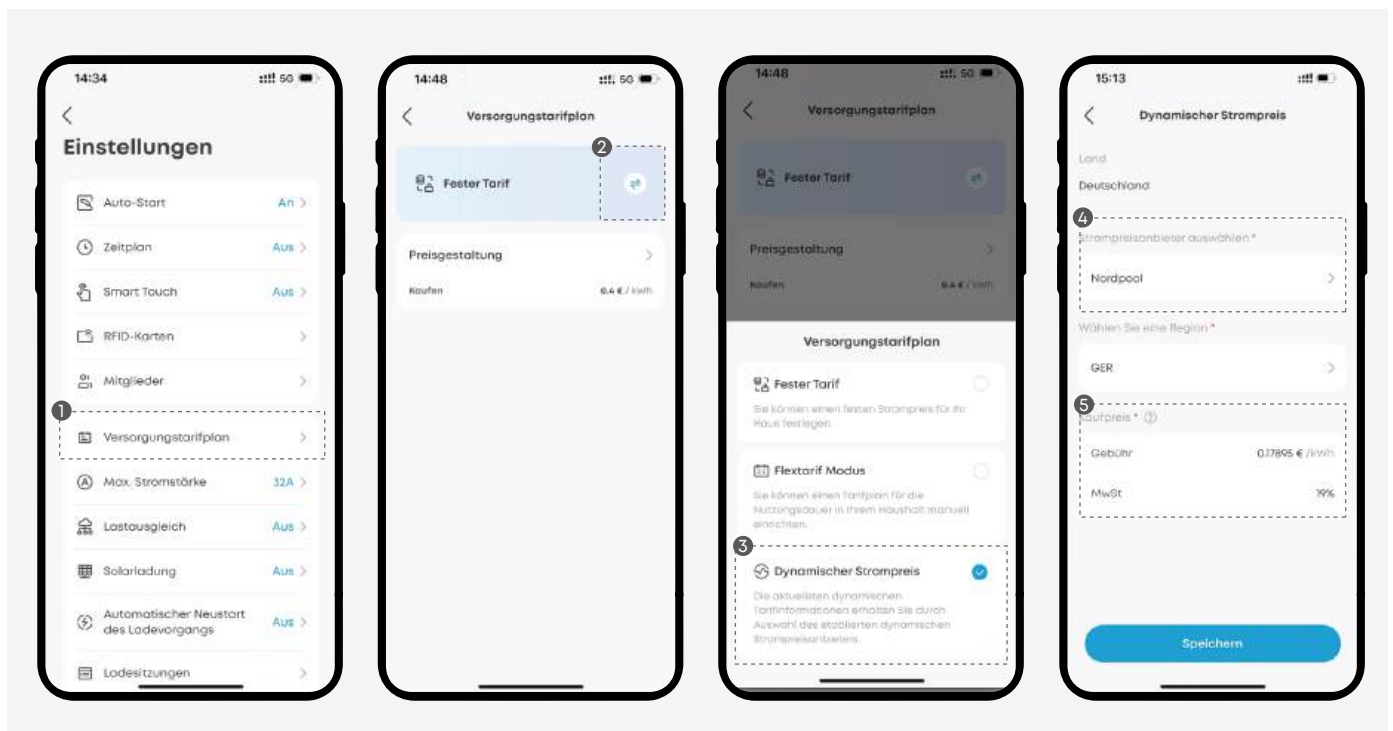 14:34
5G
Einstellungen
Auto-Start An
Zeitplan Aus
Smart Touch Aus
RFID-Karten
Mitglieder
1
Versorgungstarifplan
Max. Stromstärke 32A
Lastausgleich Aus
Solarladung Aus
Automatischer Neustart
des Ladevorgangs Aus
Ladesitzungen
14:48
5G
Versorgungstarifplan
2
Fester Tarif
Preisgestaltung
Kaufen 0.4 € / kWh
14:48
5G
Versorgungstarifplan
Fester Tarif
Preisgestaltung
Kaufen 0.4 € / kWh
Versorgungstarifplan
Fester Tarif
Sie können einen festen Strompreis für Ihr
Haus festlegen.
Flextarif Modus
Sie können einen Tarifplan für die
Nutzungsdauer in Ihrem Haushalt manuell
einrichten.
3
Dynamischer Strompreis
Die aktuellsten dynamischen
Tarifinformationen erhalten Sie durch
Auswahl des etablierten dynamischen
Strompreisanbieters.
15:13
Dynamischer Strompreis
Land
Deutschland
4
Strompreisanbieter auswählen *
Nordpool
Wählen Sie eine Region *
GER
5
Kaufpreis * ?
Gebühr 0.17895 € /kWh
MwSt 19%
Speichern